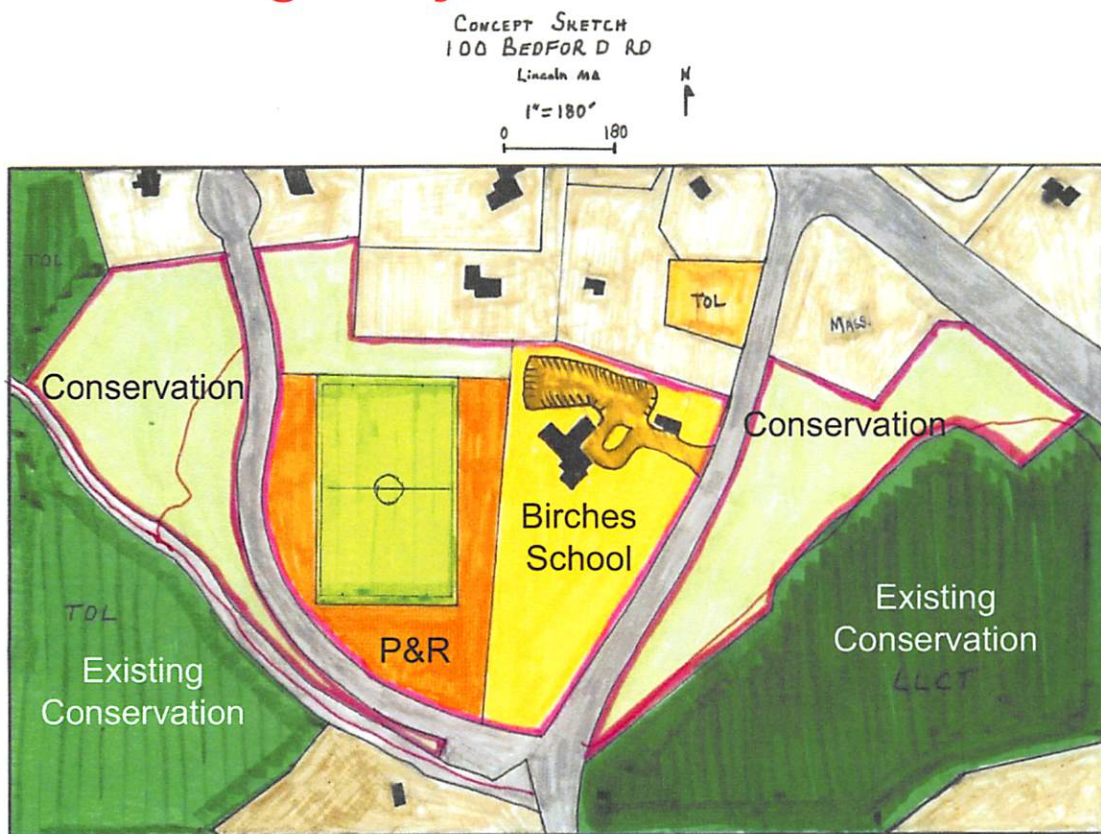 CONCEPT SKETCH
100 BEDFORD RD
Lincoln MA
N
1"=180'
0 180
TOL
TOL
MASS.
Conservation
Conservation
Birches
School
TOL
P&R
Existing
Conservation
Existing
Conservation
LLCT